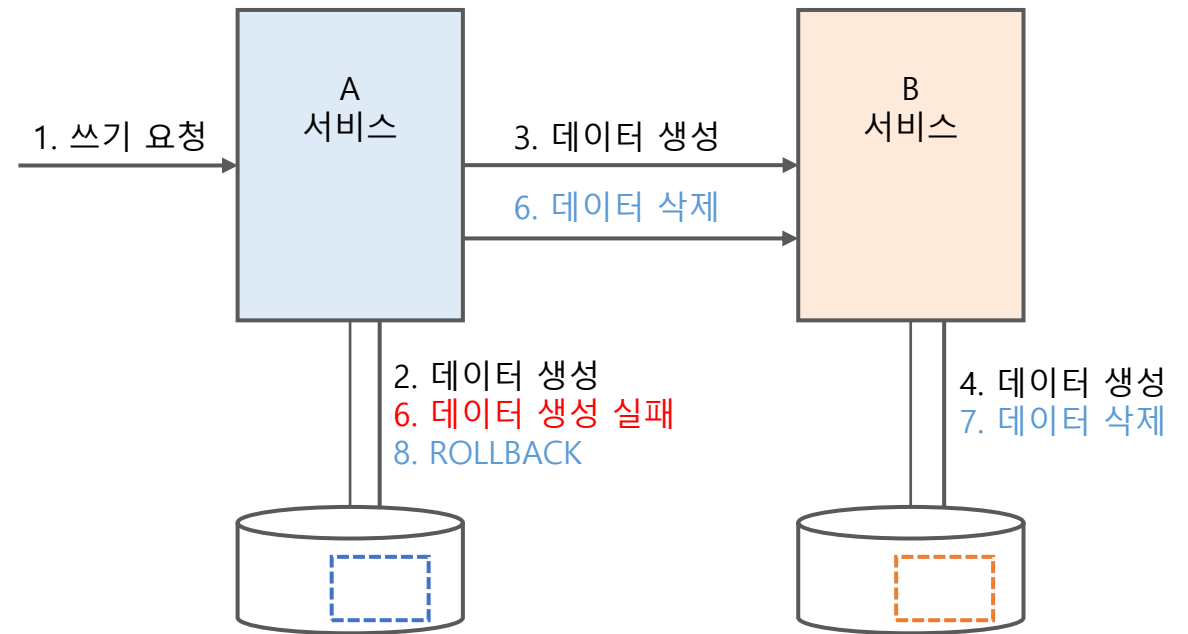 A
서비스
B
서비스
1. 쓰기 요청
3. 데이터 생성
6. 데이터 삭제
2. 데이터 생성
6. 데이터 생성 실패
8. ROLLBACK
4. 데이터 생성
7. 데이터 삭제